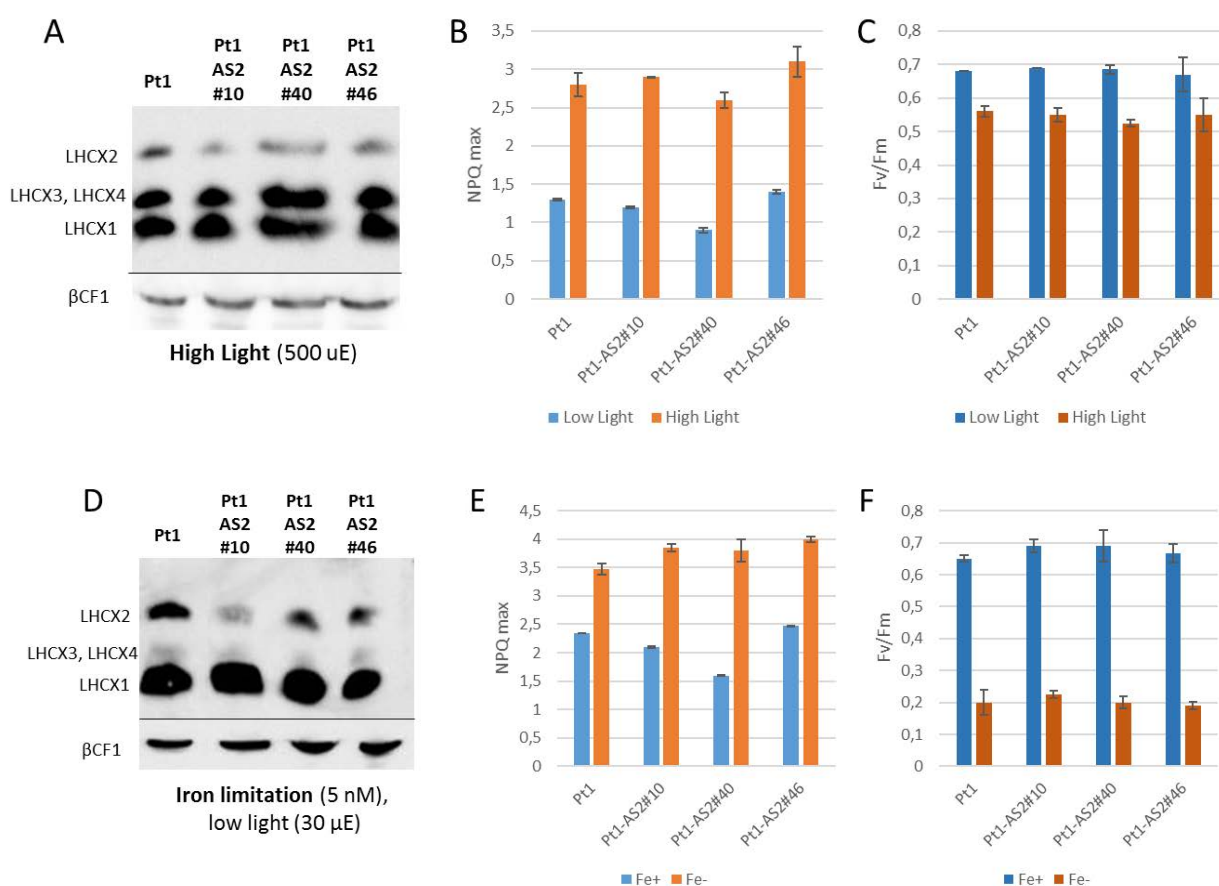 A
Pt1
Pt1
AS2
#10
Pt1
AS2
#40
Pt1
AS2
#46
LHCX2
LHCX3, LHCX4
LHCX1
βCF1
High Light (500 uE)
B
NPQ max
3,5
3
2,5
2
1,5
1
0,5
0
Pt1
Pt1-AS2#10
Pt1-AS2#40
Pt1-AS2#46
Low Light
High Light
C
Fv/Fm
0,8
0,7
0,6
0,5
0,4
0,3
0,2
0,1
0
Pt1
Pt1-AS2#10
Pt1-AS2#40
Pt1-AS2#46
Low Light
High Light
D
Pt1
Pt1
AS2
#10
Pt1
AS2
#40
Pt1
AS2
#46
LHCX2
LHCX3, LHCX4
LHCX1
βCF1
Iron limitation (5 nM),
low light (30 µE)
E
NPQ max
4,5
4
3,5
3
2,5
2
1,5
1
0,5
0
Pt1
Pt1-AS2#10
Pt1-AS2#40
Pt1-AS2#46
Fe+
Fe-
F
Fv/Fm
0,8
0,7
0,6
0,5
0,4
0,3
0,2
0,1
0
Pt1
Pt1-AS2#10
Pt1-AS2#40
Pt1-AS2#46
Fe+
Fe-